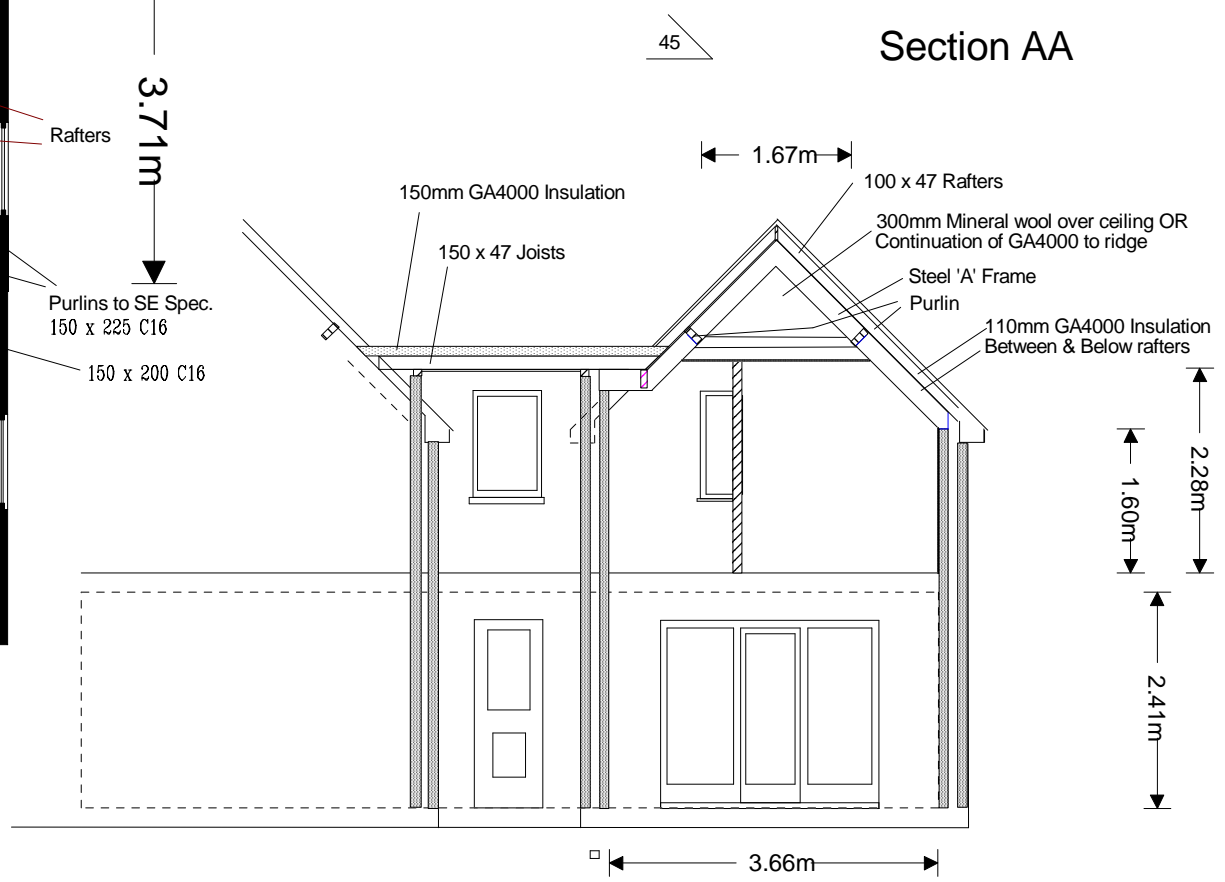 45
Section AA
3.71m
Rafters
1.67m
150mm GA4000 Insulation
100 x 47 Rafters
300mm Mineral wool over ceiling OR
Continuation of GA4000 to ridge
150 x 47 Joists
Steel 'A' Frame
Purlin
Purlins to SE Spec.
150 x 225 C16
110mm GA4000 Insulation
Between & Below rafters
150 x 200 C16
2.28m
1.60m
2.41m
3.66m